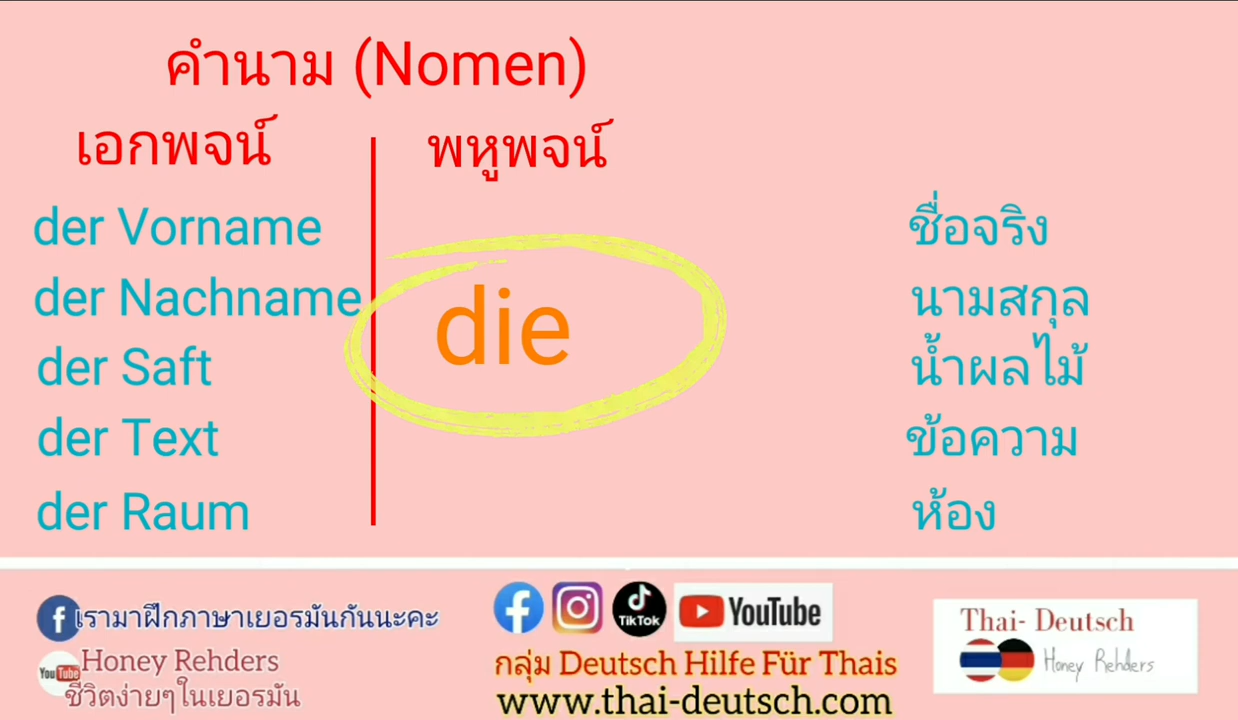 คำนาม (Nomen)
เอกพจน์ พหูพจน์
der Vorname ชื่อจริง
der Nachname นามสกุล
die
der Saft น้ำผลไม้
der Text ข้อความ
der Raum ห้อง
เรามาฝึกภาษาเยอรมันกันนะคะ
YouTube Honey Rehders
ชีวิตง่ายๆในเยอรมัน
TikTok YouTube
กลุ่ม Deutsch Hilfe Für Thais
www.thai-deutsch.com
Thai- Deutsch
Honey Rehders